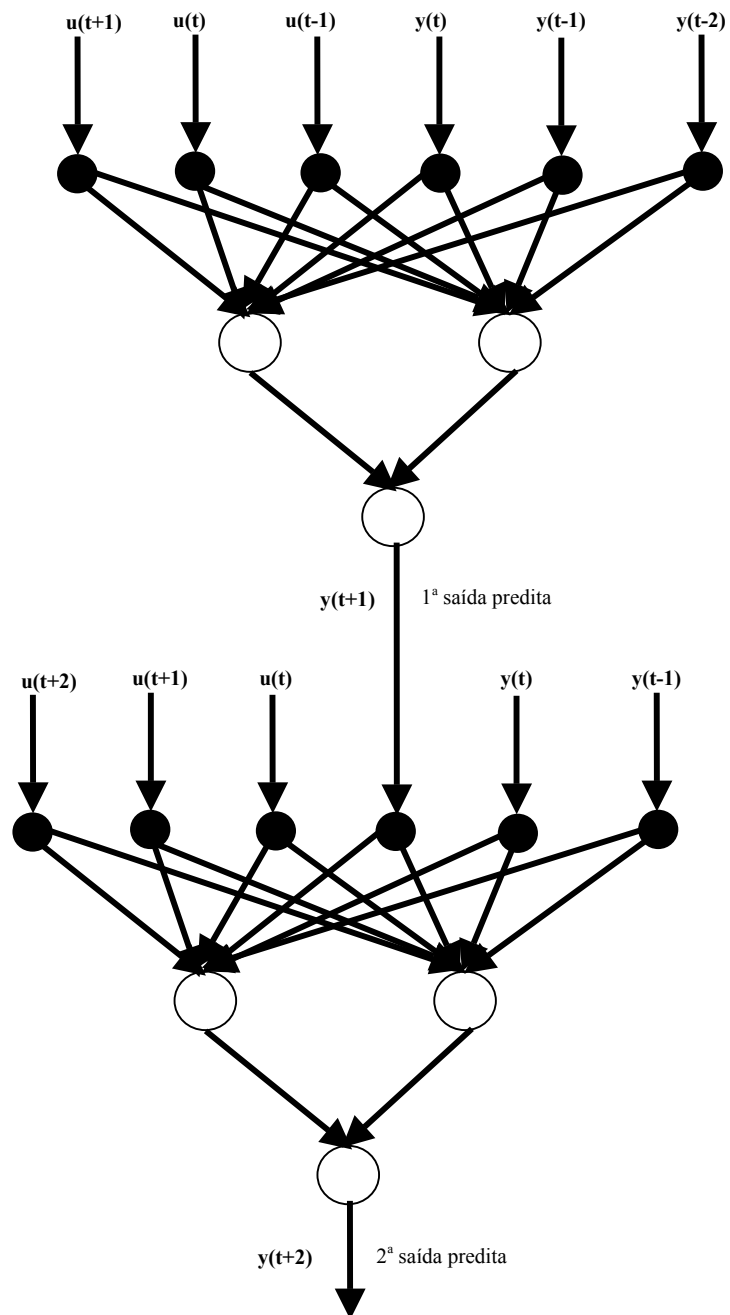 u(t+1) u(t) u(t-1) y(t) y(t-1) y(t-2)
y(t+1) 1ª saída predita
u(t+2) u(t+1) u(t) y(t) y(t-1)
y(t+2) 2ª saída predita